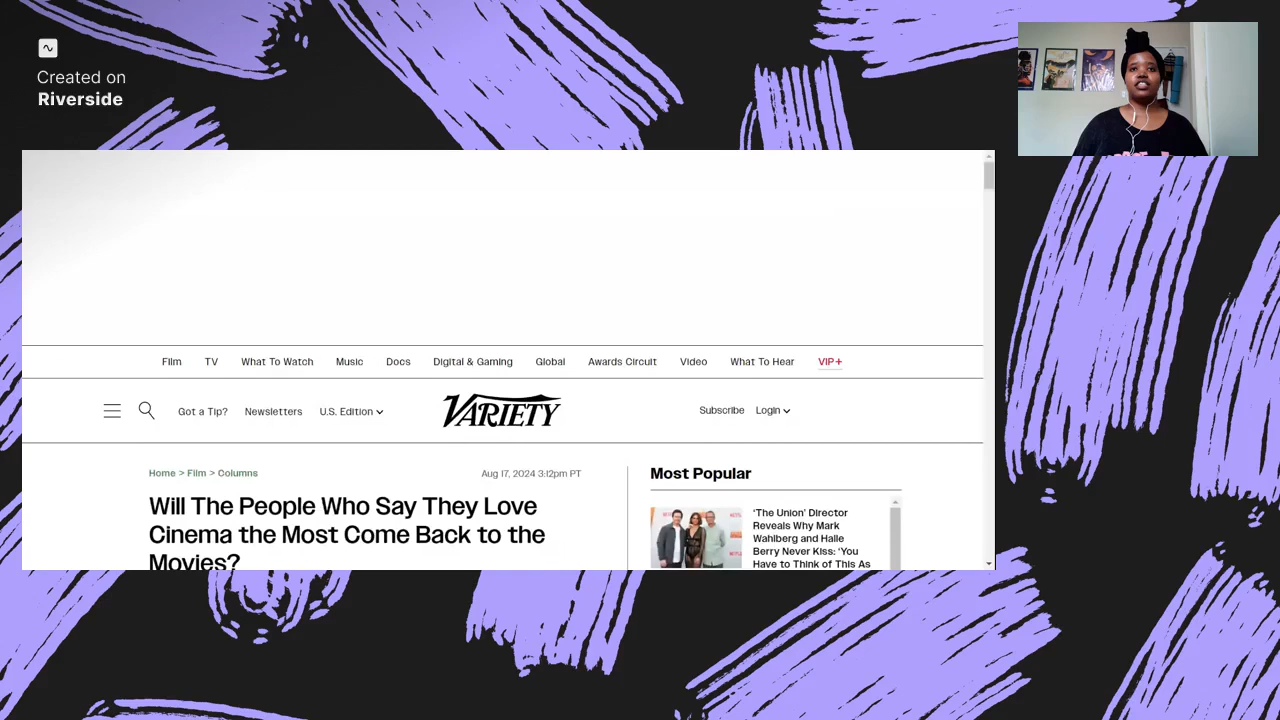 Created on
Riverside
Film TV What To Watch Music Docs Digital & Gaming Global Awards Circuit Video What To Hear VIP+
Got a Tip? Newsletters U.S. Edition VARIETY Subscribe Login
Home > Film > Columns Aug 17, 2024 3:12pm PT
Will The People Who Say They Love
Cinema the Most Come Back to the
Movies?
Most Popular
‘The Union’ Director
Reveals Why Mark
Wahlberg and Halle
Berry Never Kiss: ‘You
Have to Think of This As